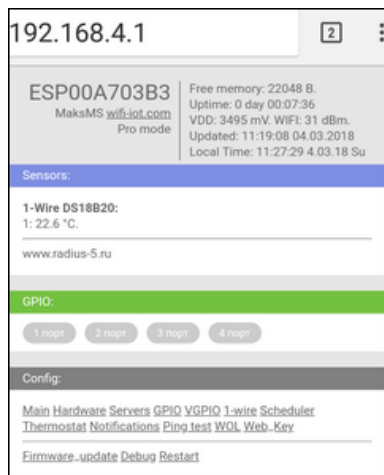 192.168.4.1
2
ESP00A703B3
MaksMS wifi-iot.com
Pro mode
Free memory: 22048 B.
Uptime: 0 day 00:07:36
VDD: 3495 mV. WIFI: 31 dBm.
Updated: 11:19:08 04.03.2018
Local Time: 11:27:29 4.03.18 Su
Sensors:
1-Wire DS18B20:
1: 22.6 °C.
www.radius-5.ru
GPIO:
1 порт 2 порт 3 порт 4 порт
Config:
Main Hardware Servers GPIO VGPIO 1-wire Scheduler
Thermostat Notifications Ping test WOL Web_Key
Firmware_update Debug Restart